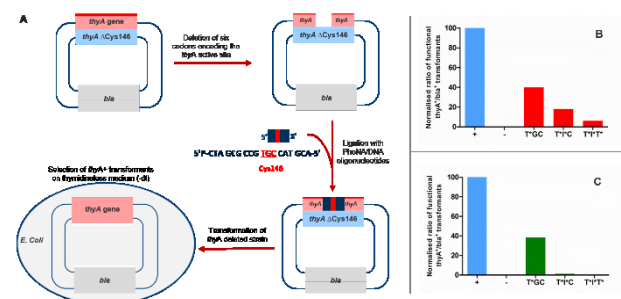 A
thyA gene
thyA ΔCys146
bla
Deletion of six
codons encoding the
thyA active site
thyA
thyA
thyA ΔCys146
bla
5'
3'
5'P-CTA GCG CCG TGC CAT GCA-3'
Cys146
Ligation with
PhoNA/DNA
oligonucleotides
Selection of thyA+ transformants
on thymidineless medium (-dt)
thyA gene
E. Coli
bla
Transformation of
thyA deleted strain
thyA
thyA
thyA ΔCys146
bla
B
Normalised ratio of functional
thyA⁺/bla⁺ transformants
100
80
60
40
20
0
+
-
T*GC
T*I*C
T*I*T*
C
Normalised ratio of functional
thyA⁺/bla⁺ transformants
100
80
60
40
20
0
+
-
T*GC
T*I*C
T*I*T*